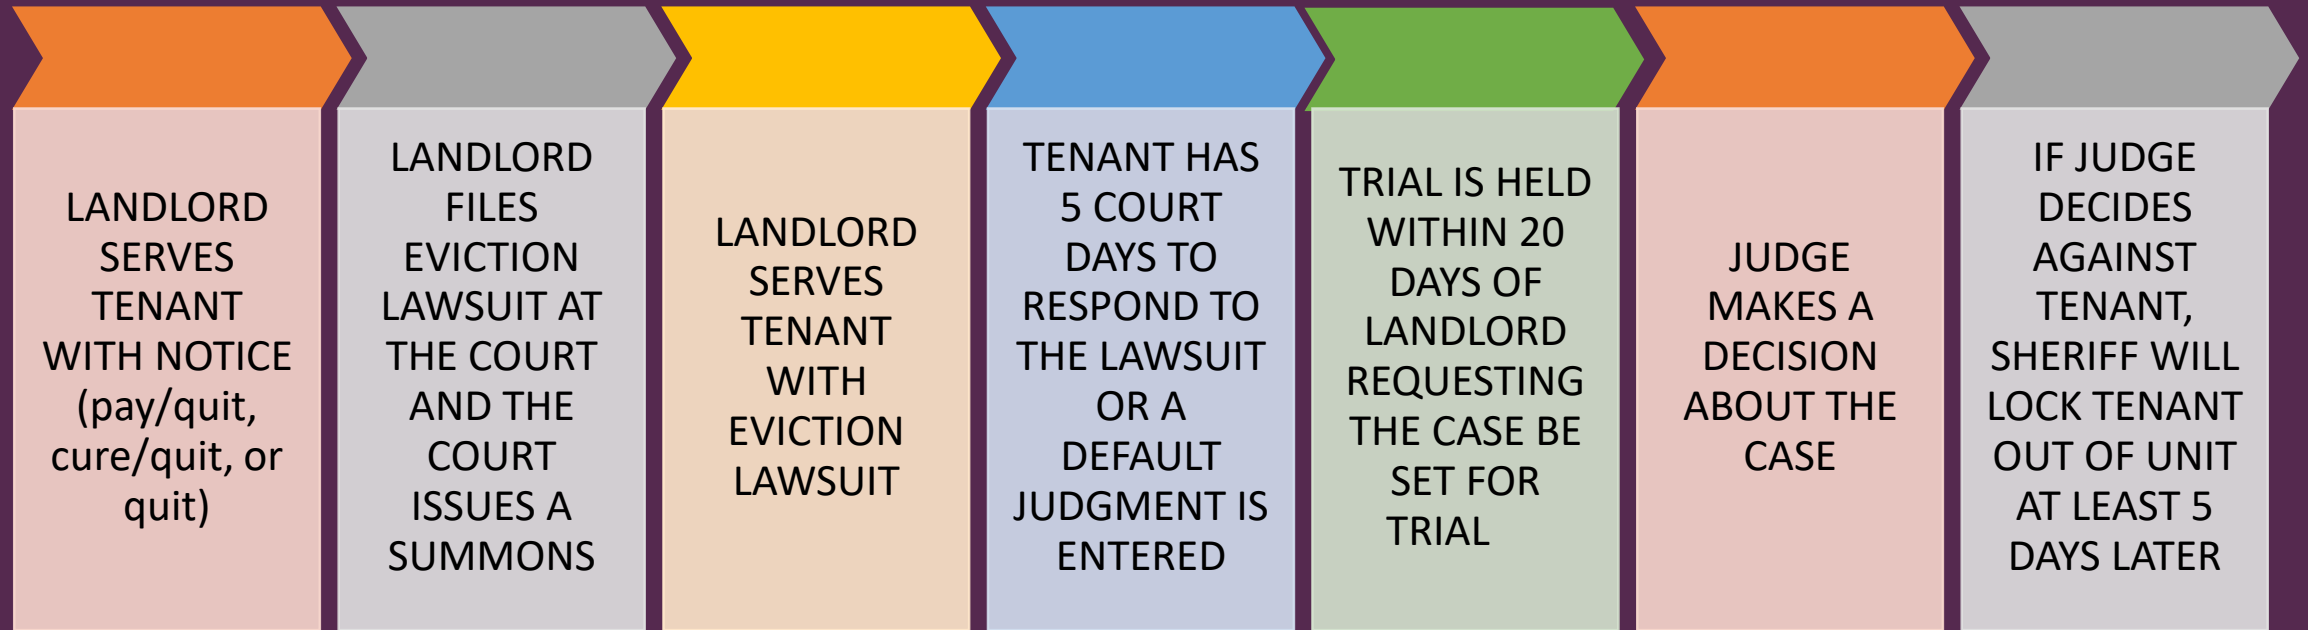 LANDLORD
SERVES
TENANT
WITH NOTICE
(pay/quit,
cure/quit, or
quit)
LANDLORD
FILES
EVICTION
LAWSUIT AT
THE COURT
AND THE
COURT
ISSUES A
SUMMONS
LANDLORD
SERVES
TENANT
WITH
EVICTION
LAWSUIT
TENANT HAS
5 COURT
DAYS TO
RESPOND TO
THE LAWSUIT
OR A
DEFAULT
JUDGMENT IS
ENTERED
TRIAL IS HELD
WITHIN 20
DAYS OF
LANDLORD
REQUESTING
THE CASE BE
SET FOR
TRIAL
JUDGE
MAKES A
DECISION
ABOUT THE
CASE
IF JUDGE
DECIDES
AGAINST
TENANT,
SHERIFF WILL
LOCK TENANT
OUT OF UNIT
AT LEAST 5
DAYS LATER